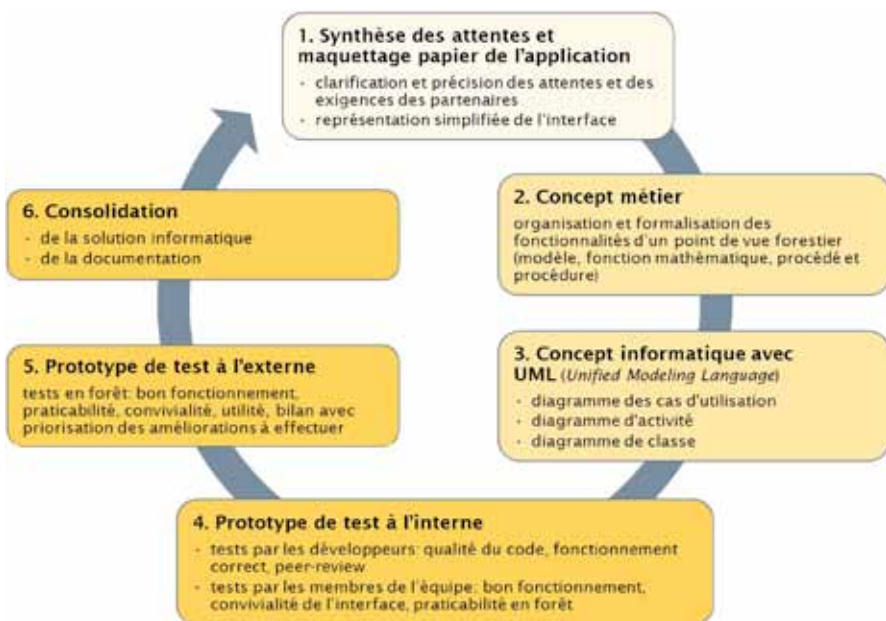 1. Synthèse des attentes et
maquettage papier de l'application
- clarification et précision des attentes et des
exigences des partenaires
- représentation simplifiée de l'interface
2. Concept métier
organisation et formalisation des
fonctionnalités d'un point de vue forestier
(modèle, fonction mathématique, procédé et
procédure)
3. Concept informatique avec
UML (Unified Modeling Language)
- diagramme des cas d'utilisation
- diagramme d'activité
- diagramme de classe
4. Prototype de test à l'interne
- tests par les développeurs: qualité du code, fonctionnement
correct, peer-review
- tests par les membres de l'équipe: bon fonctionnement,
convivialité de l'interface, praticabilité en forêt
5. Prototype de test à l'externe
tests en forêt: bon fonctionnement,
praticabilité, convivialité, utilité, bilan avec
priorisation des améliorations à effectuer
6. Consolidation
- de la solution informatique
- de la documentation